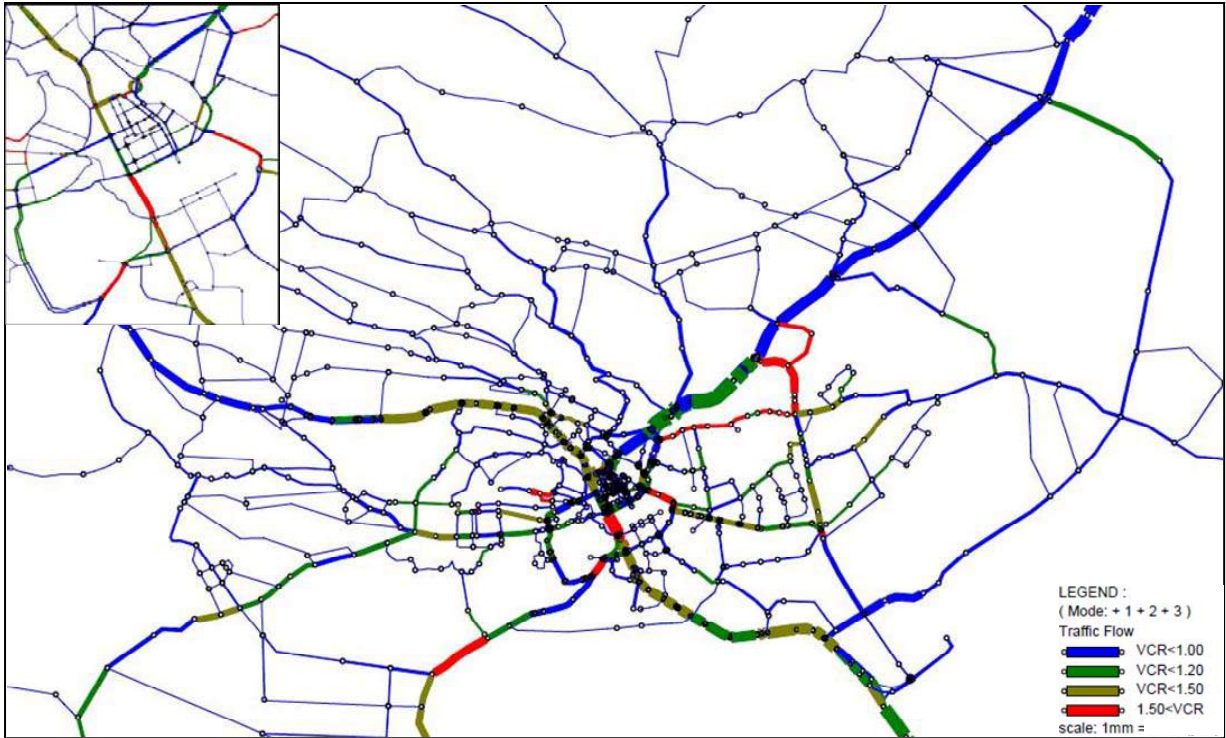 LEGEND :
( Mode: + 1 + 2 + 3 )
Traffic Flow
VCR<1.00
VCR<1.20
VCR<1.50
1.50<VCR
scale: 1mm =